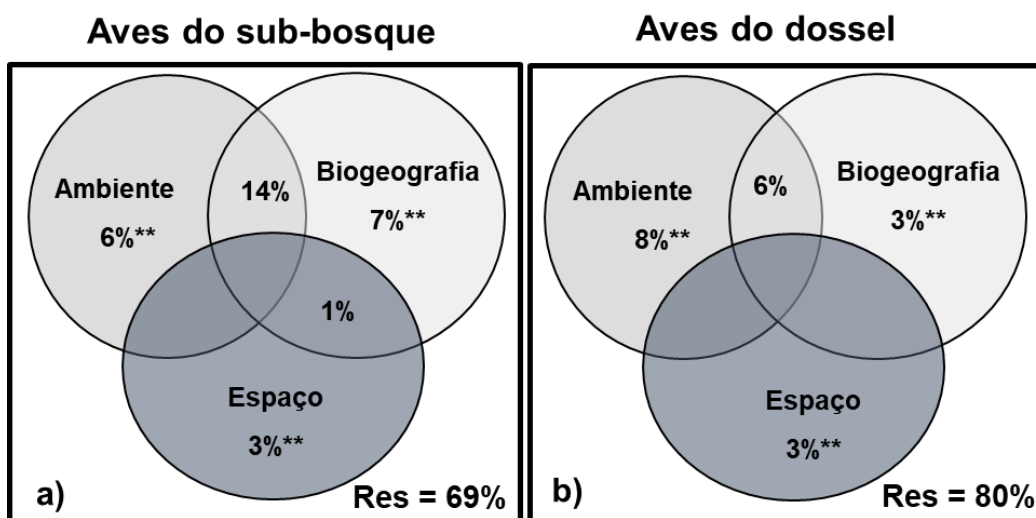 Aves do sub-bosque
Ambiente
6%**
14%
Biogeografia
7%**
1%
Espaço
3%**
a)
Res = 69%
Aves do dossel
Ambiente
8%**
6%
Biogeografia
3%**
Espaço
3%**
b)
Res = 80%